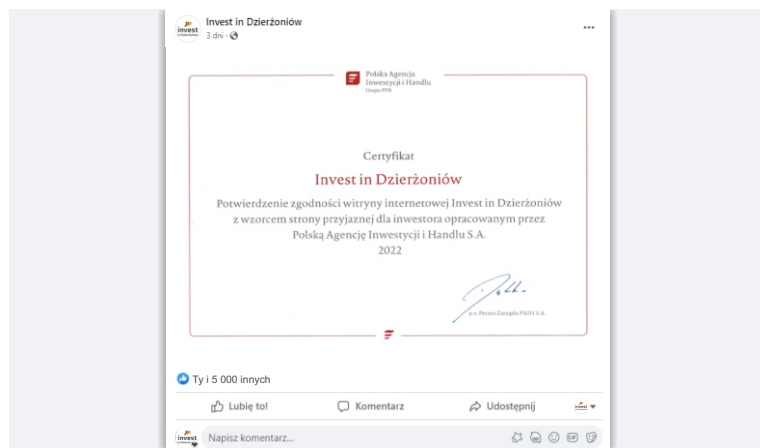 Invest in Dzierżoniów
3 dni ·
Polska Agencja
Inwestycji i Handlu
Grupa PFR
Certyfikat
Invest in Dzierżoniów
Potwierdzenie zgodności witryny internetowej Invest in Dzierżoniów
z wzorcem strony przyjaznej dla inwestora opracowanym przez
Polską Agencję Inwestycji i Handlu S.A.
2022
p.o. Prezes Zarządu PAIH S.A.
Ty i 5 000 innych
Lubię to!
Komentarz
Udostępnij
invest
Napisz komentarz...